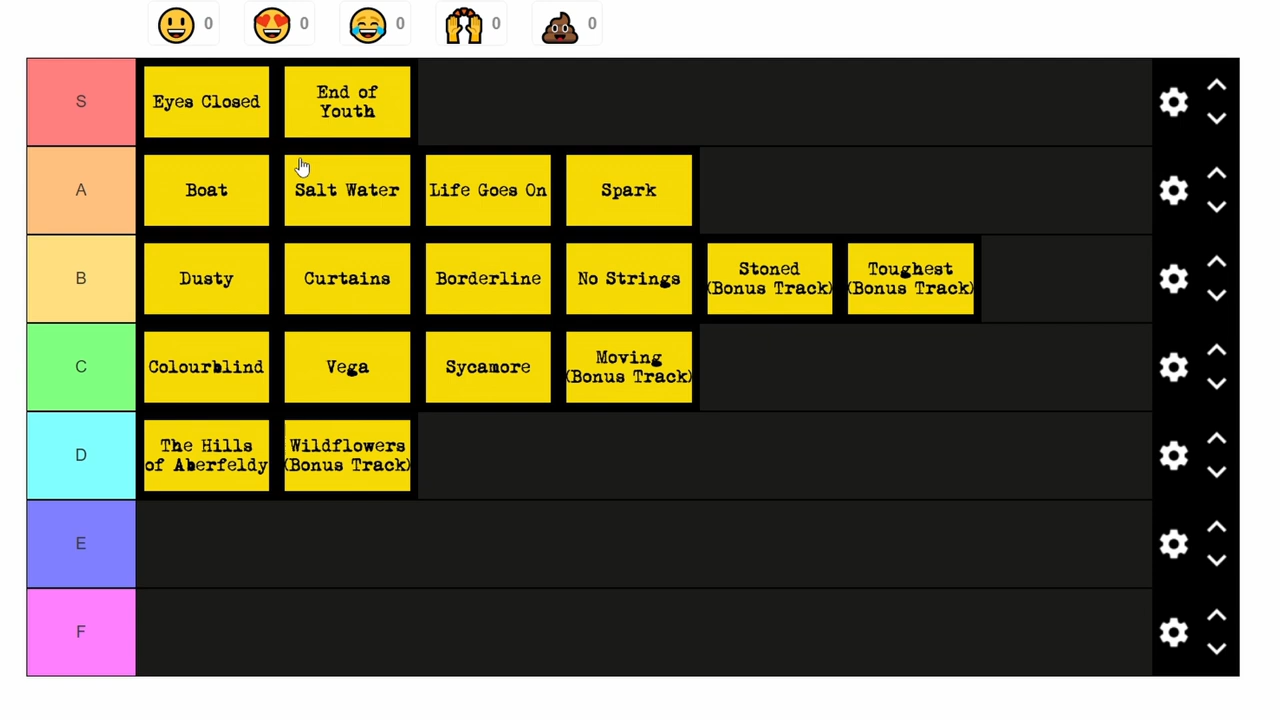 0 0 0 0 0
S
Eyes Closed
End of
Youth
A
Boat
Salt Water
Life Goes On
Spark
B
Dusty
Curtains
Borderline
No Strings
Stoned
(Bonus Track)
Toughest
(Bonus Track)
C
Colourblind
Vega
Sycamore
Moving
(Bonus Track)
D
The Hills
of Aberfeldy
Wildflowers
(Bonus Track)
E
F